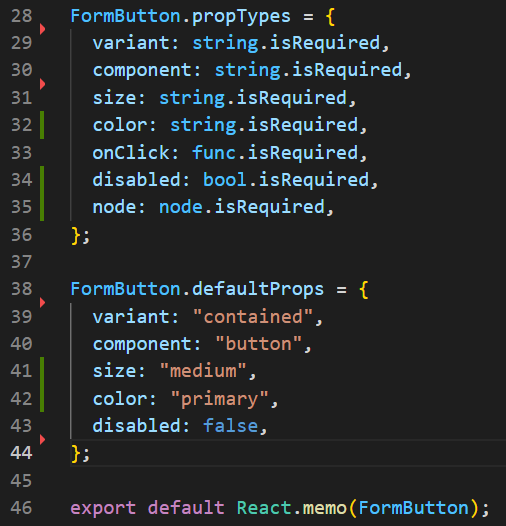 28 FormButton.propTypes = {
29 variant: string.isRequired,
30 component: string.isRequired,
31 size: string.isRequired,
32 color: string.isRequired,
33 onClick: func.isRequired,
34 disabled: bool.isRequired,
35 node: node.isRequired,
36 };
37
38 FormButton.defaultProps = {
39 variant: "contained",
40 component: "button",
41 size: "medium",
42 color: "primary",
43 disabled: false,
44 };
45
46 export default React.memo(FormButton);